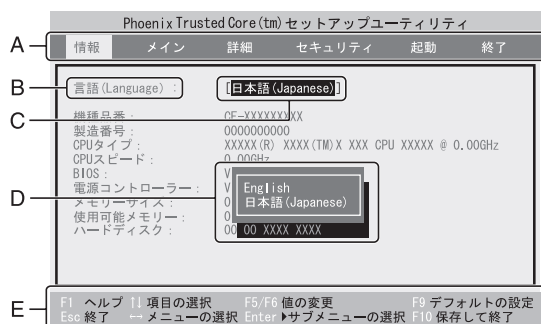 Phoenix Trusted Core(tm)セットアップユーティリティ
A
情報 メイン 詳細 セキュリティ 起動 終了
B
言語(Language) : [日本語(Japanese)]
C
機種品番 : CF-XXXXXXXX
製造番号 : 0000000000
CPUタイプ : XXXXX(R) XXXX(TM)X XXX CPU XXXXX @ 0.00GHz
CPUスピード : 0.00GHz
BIOS : V
電源コントローラー : V
メモリーサイズ : 0
使用可能メモリー : 0
ハードディスク : 00 00 XXXX XXXX
D
English
日本語(Japanese)
E
F1 ヘルプ ↑↓ 項目の選択 F5/F6 値の変更 F9 デフォルトの設定
Esc 終了 ↔ メニューの選択 Enter ▶サブメニューの選択 F10 保存して終了